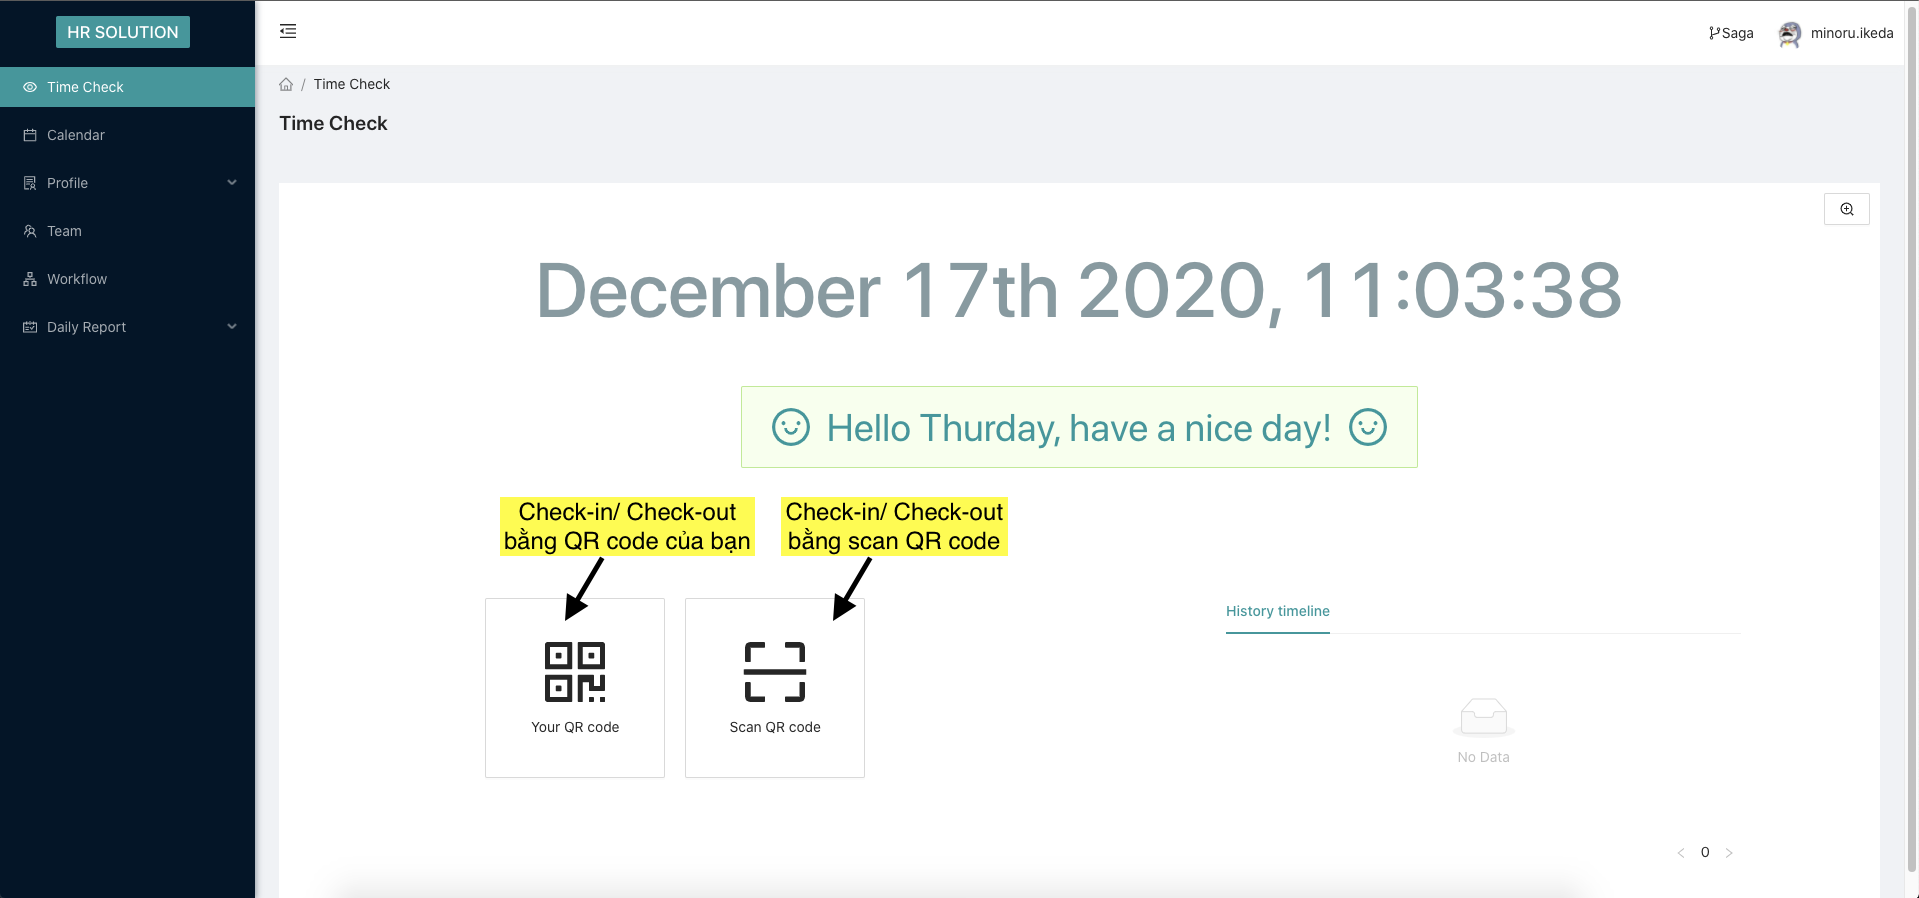 HR SOLUTION
Saga
minoru.ikeda
Time Check
Calendar
Profile
Team
Workflow
Daily Report
/ Time Check
Time Check
December 17th 2020, 11:03:38
Hello Thurday, have a nice day!
Check-in/ Check-out
bằng QR code của bạn
Check-in/ Check-out
bằng scan QR code
Your QR code
Scan QR code
History timeline
No Data
< 0 >